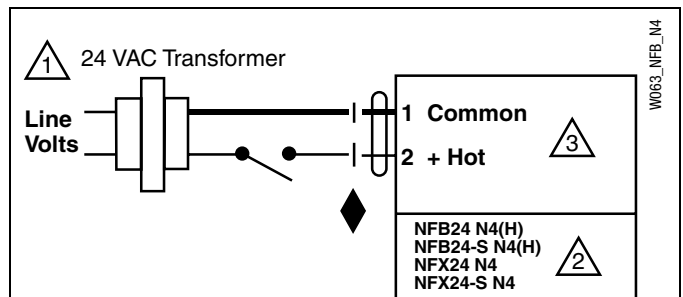 1 24 VAC Transformer
Line
Volts
1 Common
2 + Hot
3
NFB24 N4(H)
NFB24-S N4(H)
NFX24 N4
NFX24-S N4
2
W063_NFB_N4